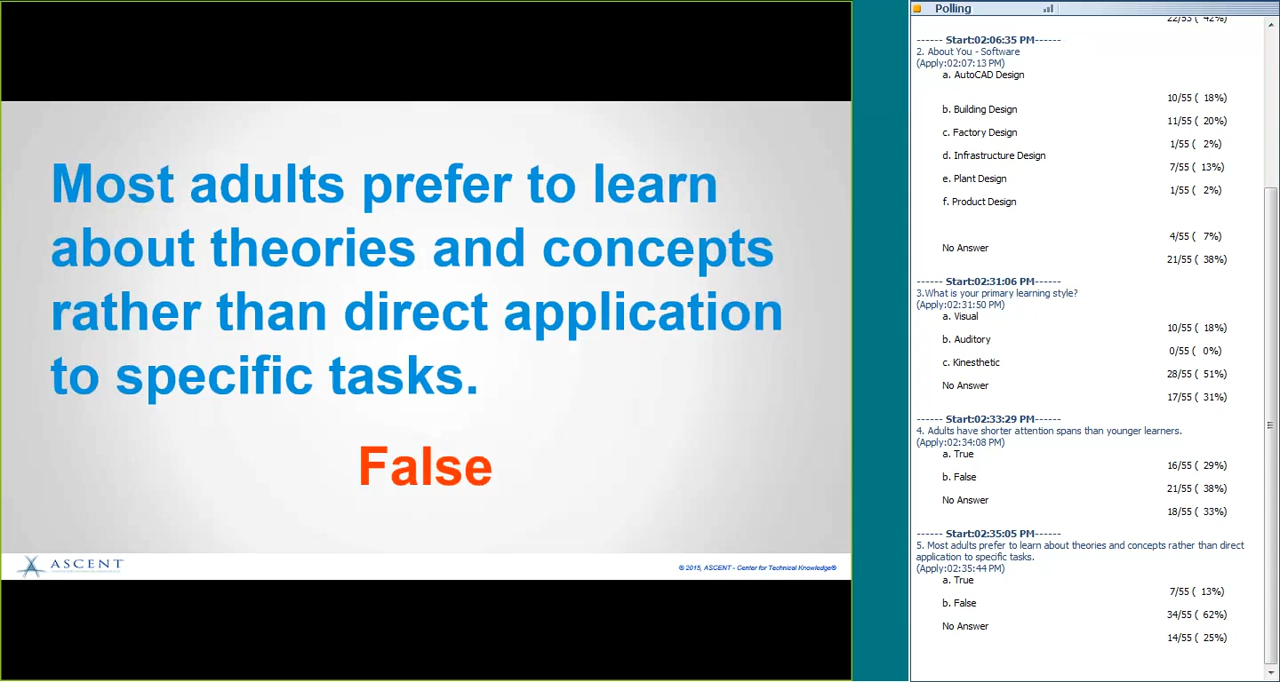 Most adults prefer to learn
about theories and concepts
rather than direct application
to specific tasks.
False
ASCENT
© 2015, ASCENT - Center for Technical Knowledge®
Polling
22/55 ( 42%)
------ Start:02:06:35 PM------
2. About You - Software
(Apply:02:07:13 PM)
a. AutoCAD Design
10/55 ( 18%)
b. Building Design
11/55 ( 20%)
c. Factory Design
1/55 ( 2%)
d. Infrastructure Design
7/55 ( 13%)
e. Plant Design
1/55 ( 2%)
f. Product Design
4/55 ( 7%)
No Answer
21/55 ( 38%)
------ Start:02:31:06 PM------
3.What is your primary learning style?
(Apply:02:31:50 PM)
a. Visual
10/55 ( 18%)
b. Auditory
0/55 ( 0%)
c. Kinesthetic
28/55 ( 51%)
No Answer
17/55 ( 31%)
------ Start:02:33:29 PM------
4. Adults have shorter attention spans than younger learners.
(Apply:02:34:08 PM)
a. True
16/55 ( 29%)
b. False
21/55 ( 38%)
No Answer
18/55 ( 33%)
------ Start:02:35:05 PM------
5. Most adults prefer to learn about theories and concepts rather than direct
application to specific tasks.
(Apply:02:35:44 PM)
a. True
7/55 ( 13%)
b. False
34/55 ( 62%)
No Answer
14/55 ( 25%)